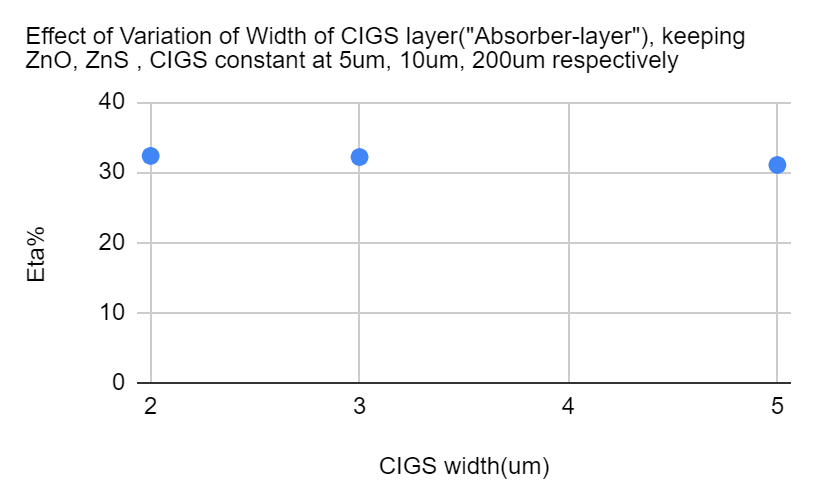 Effect of Variation of Width of CIGS layer("Absorber-layer"), keeping
ZnO, ZnS , CIGS constant at 5um, 10um, 200um respectively
40
30
20
10
0
Eta%
2 3 4 5
CIGS width(um)